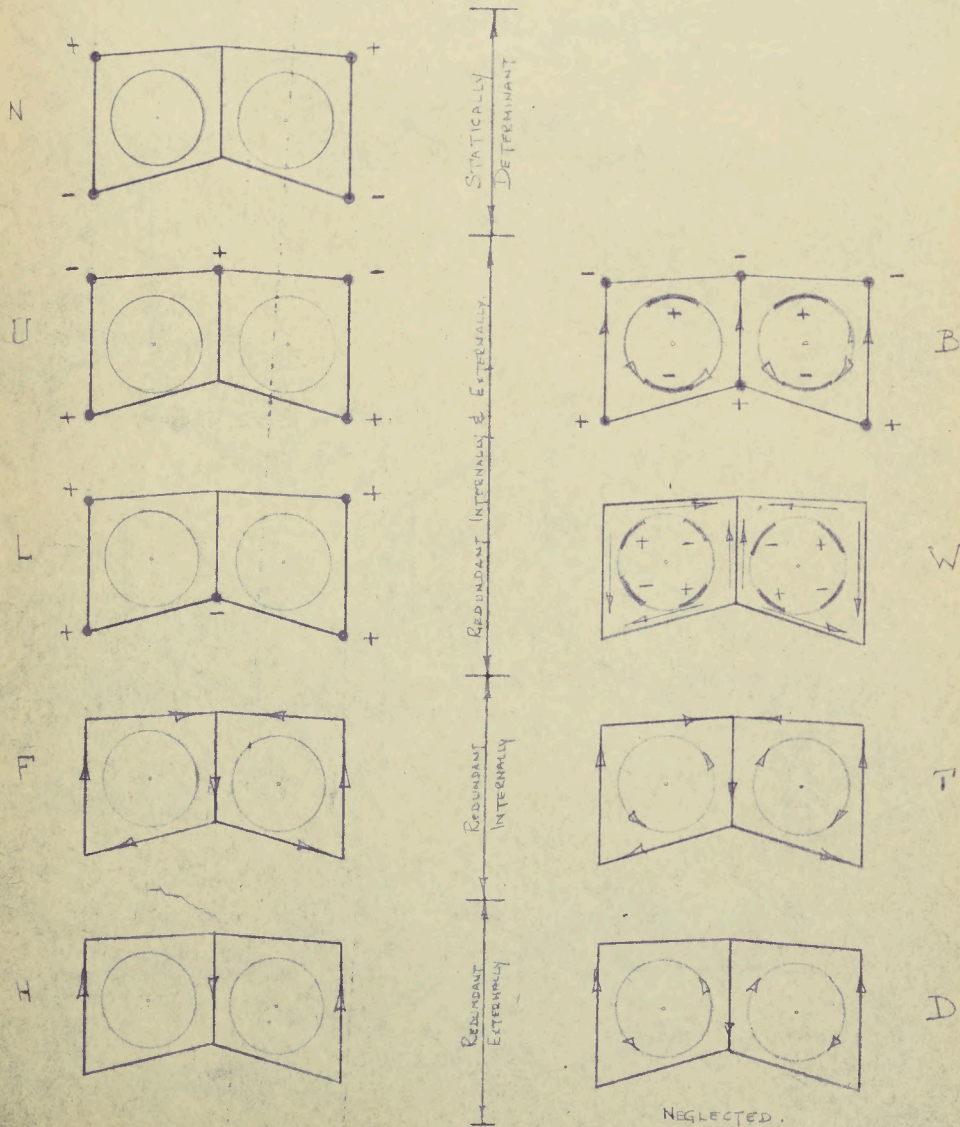 + +
N
- -
STATICALLY
DETERMINANT
- + -
+ +
- - -
+ +
- -
+ + +
B
REDUNDANT INTERNALLY & EXTERNALLY.
+ +
+ - +
+ - - +
- + + -
W
REDUNDANT
INTERNALLY
REDUNDANT
EXTERNALLY
D
NEGLECTED.